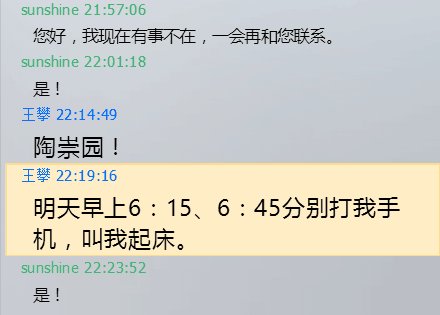 sunshine 21:57:06
您好，我现在有事不在，一会再和您联系。
sunshine 22:01:18
是！
王攀 22:14:49
陶崇园！
王攀 22:19:16
明天早上6：15、6：45分别打我手
机，叫我起床。
sunshine 22:23:52
是！